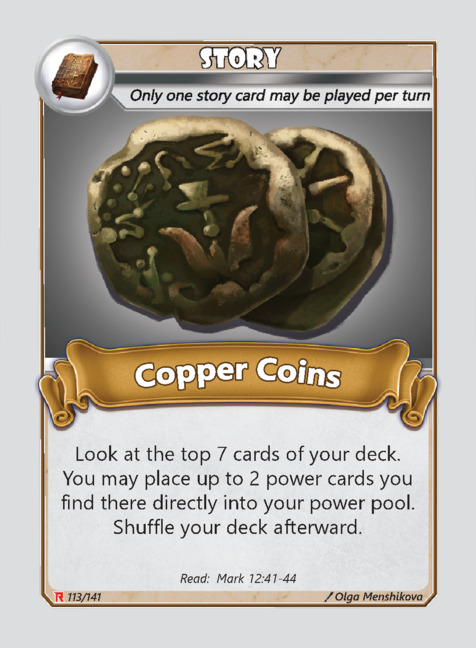 STORY
Only one story card may be played per turn
Copper Coins
Look at the top 7 cards of your deck.
You may place up to 2 power cards you
find there directly into your power pool.
Shuffle your deck afterward.
Read: Mark 12:41-44
R 113/141
Olga Menshikova